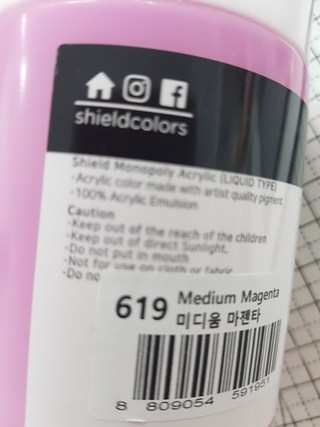 shieldcolors
Shield Monopoly Acrylic (LIQUID TYPE)
·Acrylic color made with artist quality pigment
·100% Acrylic Emulsion
Caution
·Keep out of the reach of the children
·Keep out of direct Sunlight.
·Do not put in mouth
·Not for use on cloth or fabric
·Do no
619 Medium Magenta
미디움 마젠타
8 809054 591951